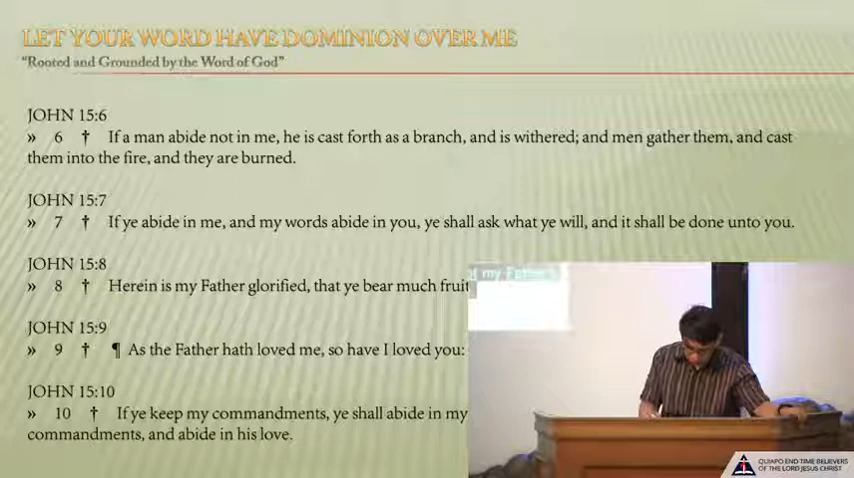 LET YOUR WORD HAVE DOMINION OVER ME
"Rooted and Grounded by the Word of God"
JOHN 15:6
» 6 † If a man abide not in me, he is cast forth as a branch, and is withered; and men gather them, and cast
them into the fire, and they are burned.
JOHN 15:7
» 7 † If ye abide in me, and my words abide in you, ye shall ask what ye will, and it shall be done unto you.
JOHN 15:8
» 8 † Herein is my Father glorified, that ye bear much fruit
JOHN 15:9
» 9 † ¶ As the Father hath loved me, so have I loved you:
JOHN 15:10
» 10 † If ye keep my commandments, ye shall abide in my
commandments, and abide in his love.
my Father's
QUIAPO END TIME BELIEVERS
OF THE LORD JESUS CHRIST